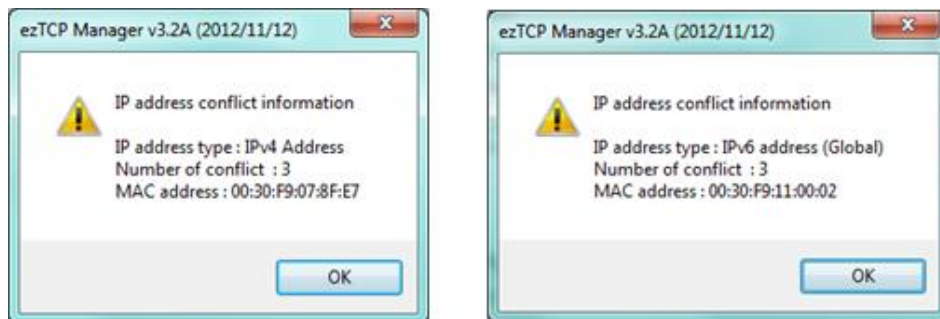 ezTCP Manager v3.2A (2012/11/12)
IP address conflict information
IP address type : IPv4 Address
Number of conflict : 3
MAC address : 00:30:F9:07:8F:E7
OK
ezTCP Manager v3.2A (2012/11/12)
IP address conflict information
IP address type : IPv6 address (Global)
Number of conflict : 3
MAC address : 00:30:F9:11:00:02
OK